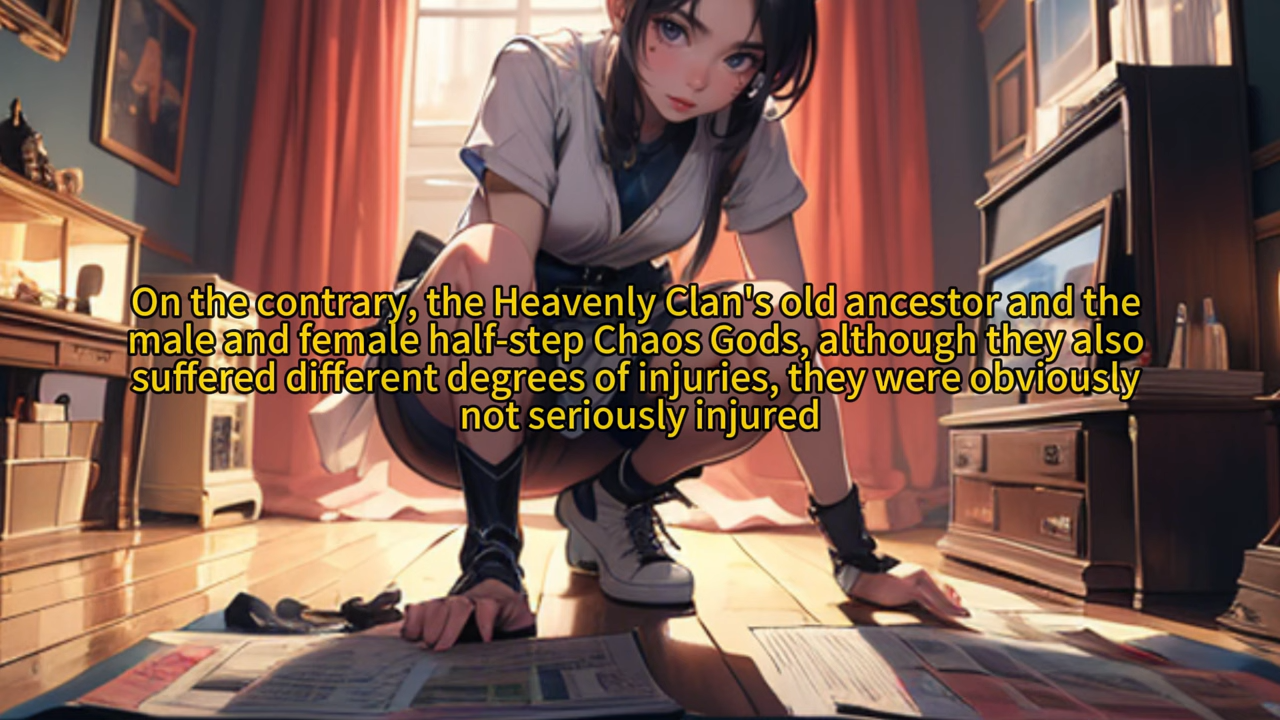 On the contrary, the Heavenly Clan's old ancestor and the
male and female half-step Chaos Gods, although they also
suffered different degrees of injuries, they were obviously
not seriously injured